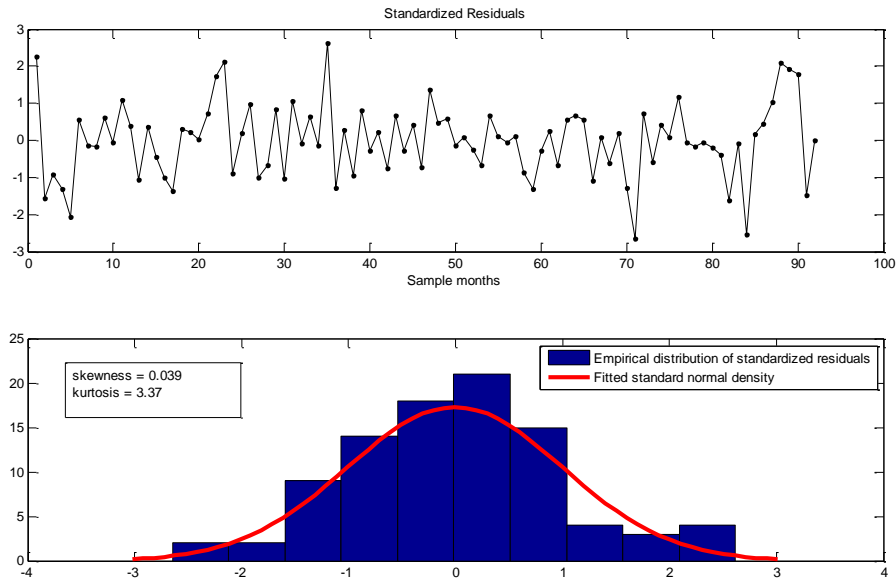 Standardized Residuals
3
2
1
0
-1
-2
-3
0 10 20 30 40 50 60 70 80 90 100
Sample months
25
20
15
10
5
0
skewness = 0.039
kurtosis = 3.37
Empirical distribution of standardized residuals
Fitted standard normal density
-4 -3 -2 -1 0 1 2 3 4